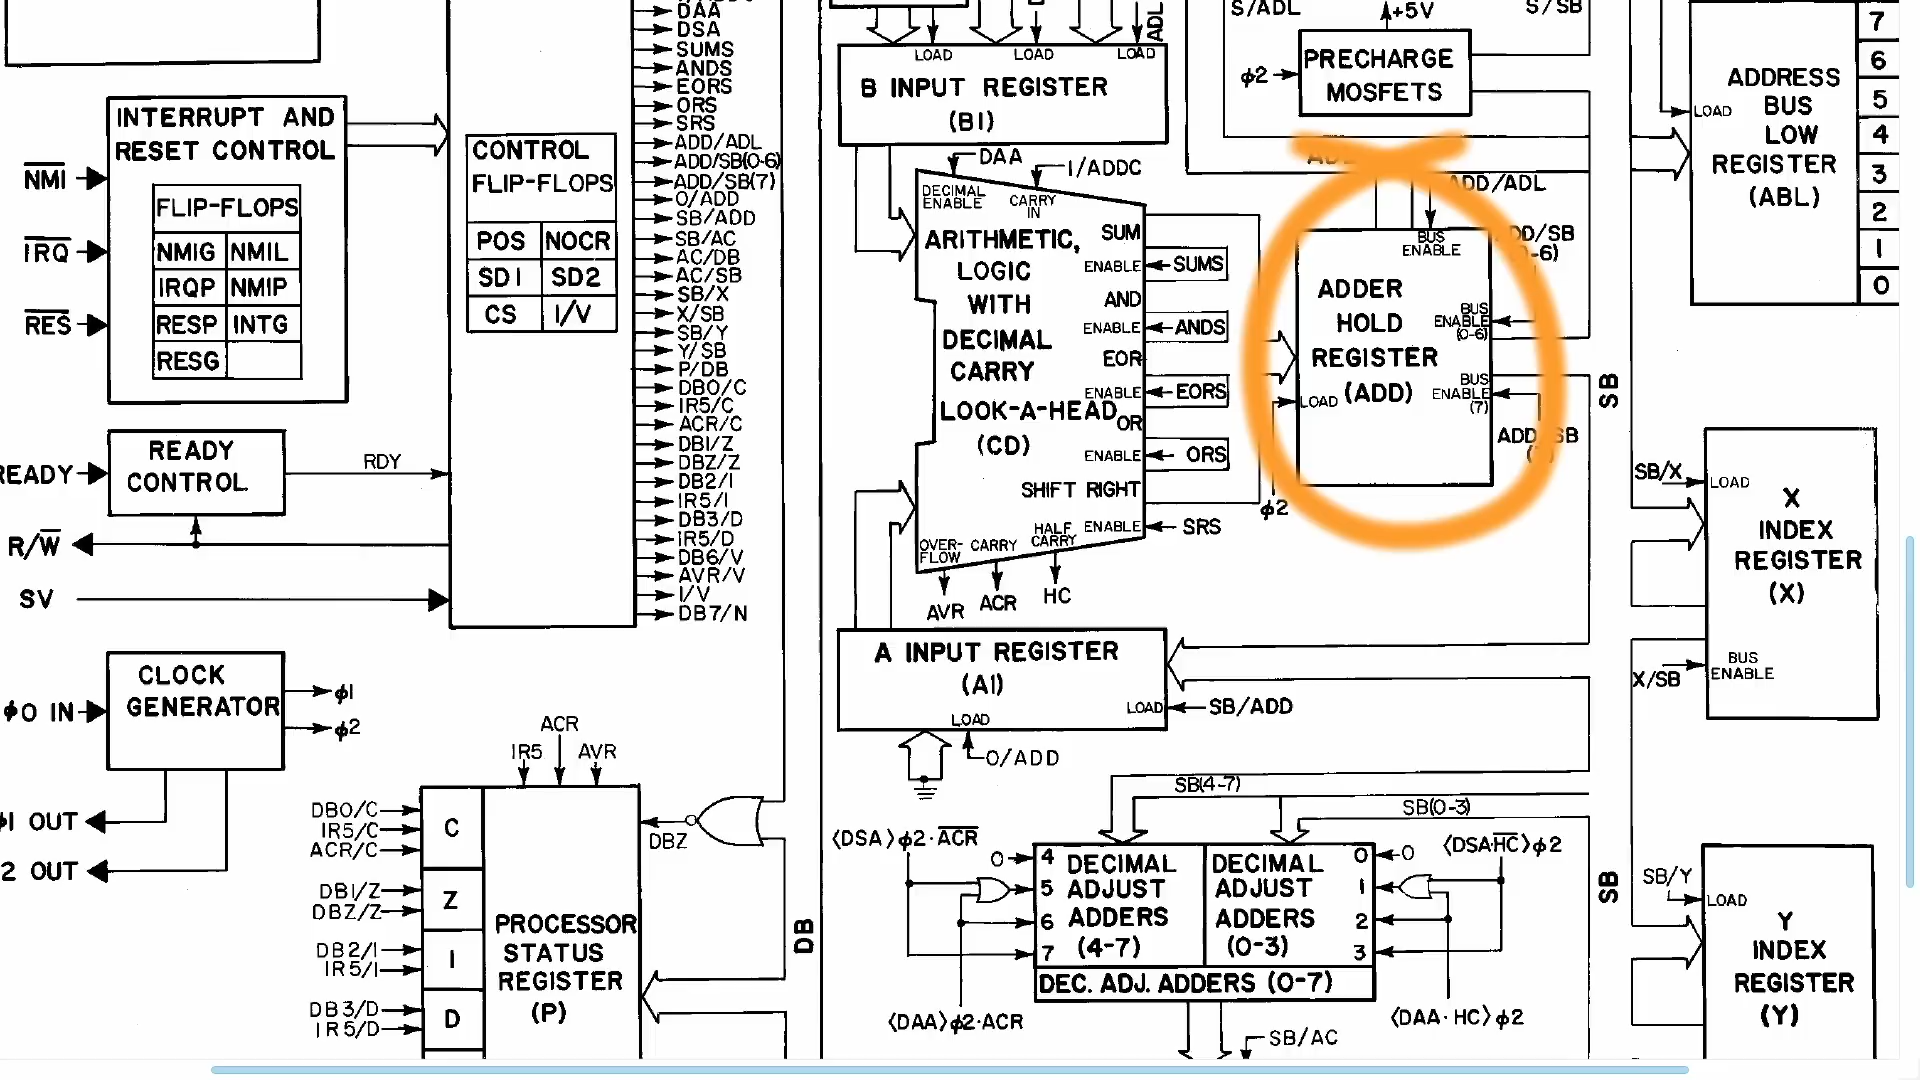 DAA
DSA
SUMS
ANDS
EORS
ORS
SRS
ADD/ADL
ADD/SB(0-6)
ADD/SB(7)
0/ADD
SB/ADD
SB/AC
AC/DB
AC/SB
SB/X
X/SB
SB/Y
Y/SB
P/DB
DB0/C
IR5/C
ACR/C
DB1/Z
DBZ/Z
DB2/I
IR5/I
DB3/D
IR5/D
DB6/V
AVR/V
I/V
DB7/N
INTERRUPT AND
RESET CONTROL
FLIP-FLOPS
NMIG NMIL
IRQP NMIP
RESP INTG
RESG
NMI
IRQ
RES
CONTROL
FLIP-FLOPS
POS NOCR
SD1 SD2
CS I/V
READY
READY
CONTROL
RDY
R/W
SV
CLOCK
GENERATOR
ϕ0 IN
ϕ1
ϕ2
ϕ1 OUT
2 OUT
ACR
IR5 AVR
DB0/C
IR5/C
ACR/C
C
DB1/Z
DBZ/Z
Z
DB2/I
IR5/I
I
DB3/D
IR5/D
D
PROCESSOR
STATUS
REGISTER
(P)
DBZ
DB
ADL
LOAD LOAD LOAD
B INPUT REGISTER
(BI)
DAA
1/ADDC
DECIMAL
ENABLE
CARRY
IN
ARITHMETIC,
LOGIC
WITH
DECIMAL
CARRY
LOOK-A-HEAD
(CD)
SUM
ENABLE SUMS
AND
ENABLE ANDS
EOR
ENABLE EORS
OR
ENABLE ORS
SHIFT RIGHT
ENABLE SRS
OVER-
FLOW
CARRY
HALF
CARRY
AVR ACR HC
A INPUT REGISTER
(AI)
LOAD SB/ADD
LOAD
0/ADD
S/ADL
+5V
S/SB
ϕ2
PRECHARGE
MOSFETS
ADD/ADL
BUS
ENABLE
ADDER
HOLD
REGISTER
(ADD)
LOAD
ϕ2
BUS
ENABLE
(0-6)
BUS
ENABLE
(7)
SB
SB(4-7)
SB(0-3)
⟨DSA⟩ϕ2·ACR
⟨DSA·HC⟩ϕ2
0 4
5
6
7
DECIMAL
ADJUST
ADDERS
(4-7)
DECIMAL
ADJUST
ADDERS
(0-3)
0 0
1
2
3
DEC. ADJ. ADDERS (0-7)
⟨DAA⟩ϕ2·ACR
⟨DAA·HC⟩ϕ2
SB/AC
SB
LOAD
ADDRESS
BUS
LOW
REGISTER
(ABL)
7
6
5
4
3
2
1
0
SB/X
LOAD
X
INDEX
REGISTER
(X)
X/SB
BUS
ENABLE
SB/Y
LOAD
Y
INDEX
REGISTER
(Y)